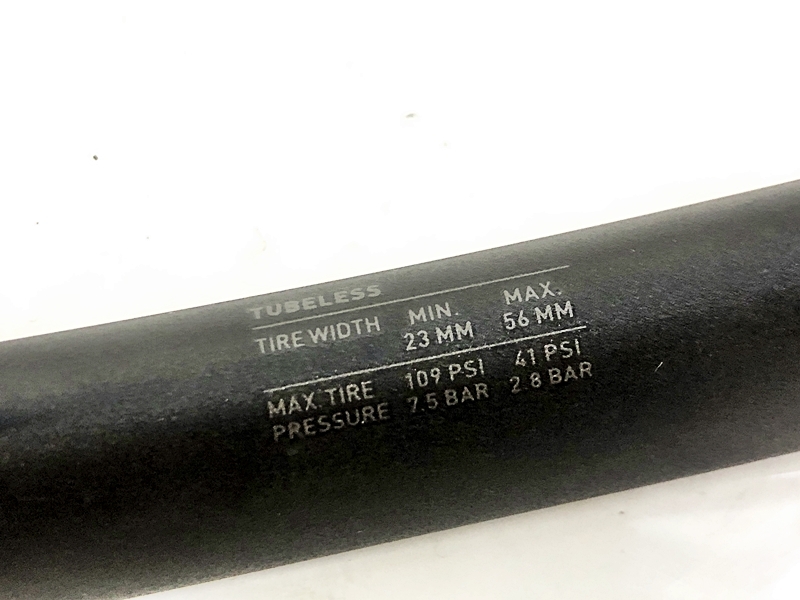 TUBELESS
TIRE WIDTH MIN. 23 MM MAX. 56 MM
MAX. TIRE PRESSURE 109 PSI 7.5 BAR 41 PSI 2.8 BAR